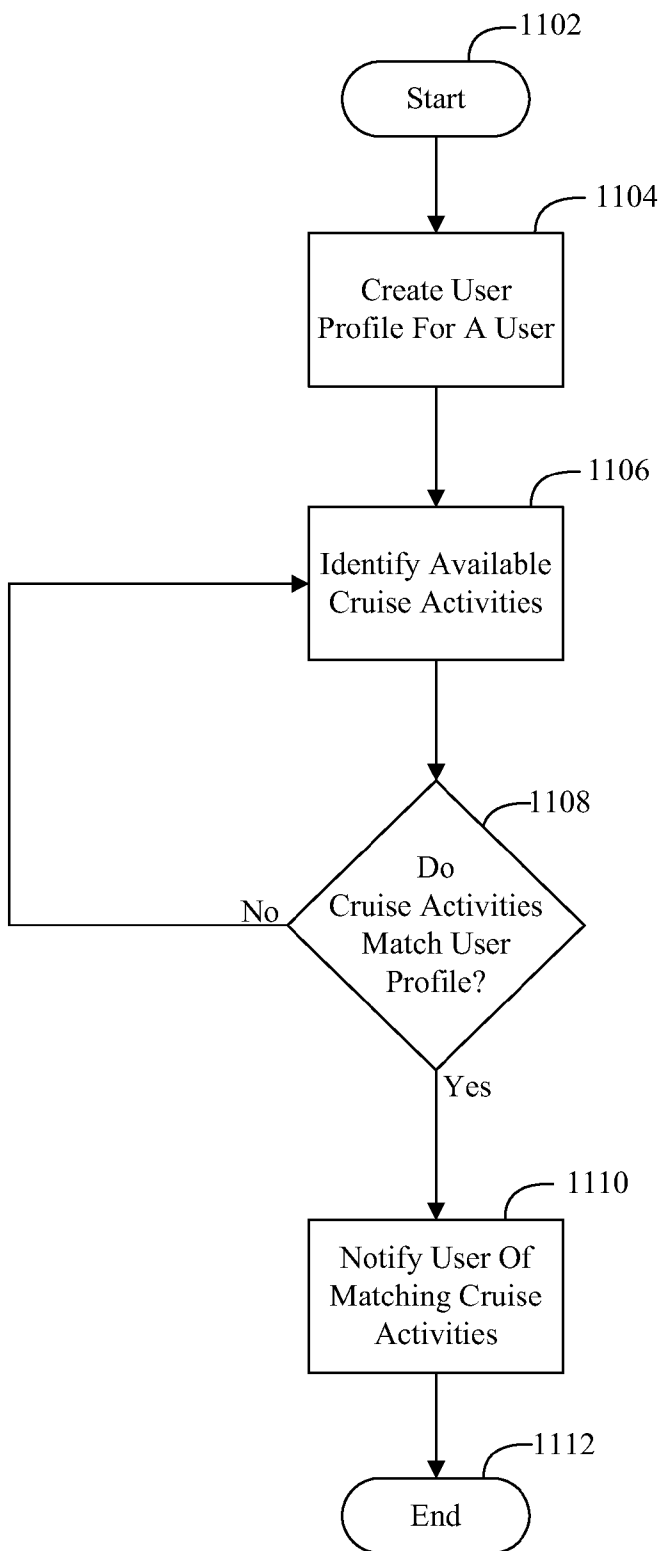 1102
Start
1104
Create User
Profile For A User
1106
Identify Available
Cruise Activities
1108
Do
Cruise Activities
Match User
Profile?
No
Yes
1110
Notify User Of
Matching Cruise
Activities
1112
End